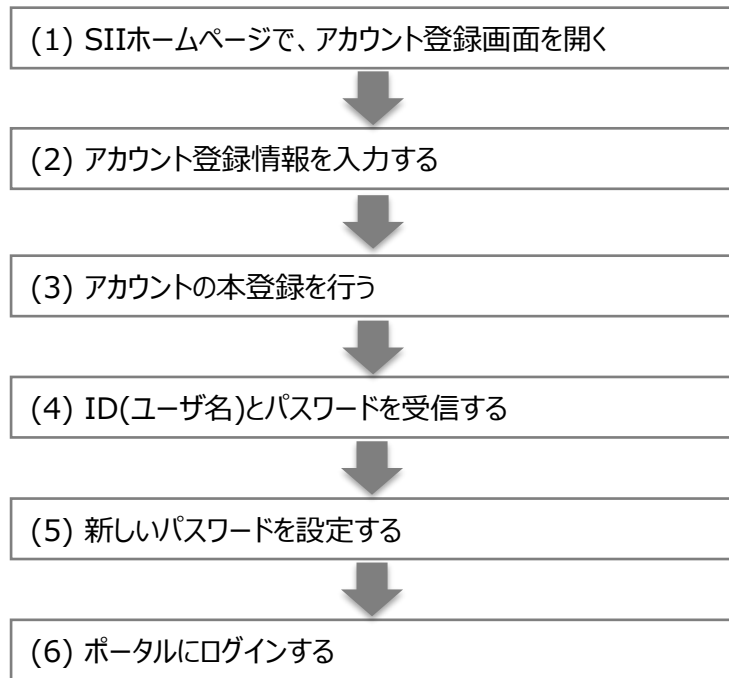 (1) SIIホームページで、アカウント登録画面を開く
(2) アカウント登録情報を入力する
(3) アカウントの本登録を行う
(4) ID(ユーザ名)とパスワードを受信する
(5) 新しいパスワードを設定する
(6) ポータルにログインする